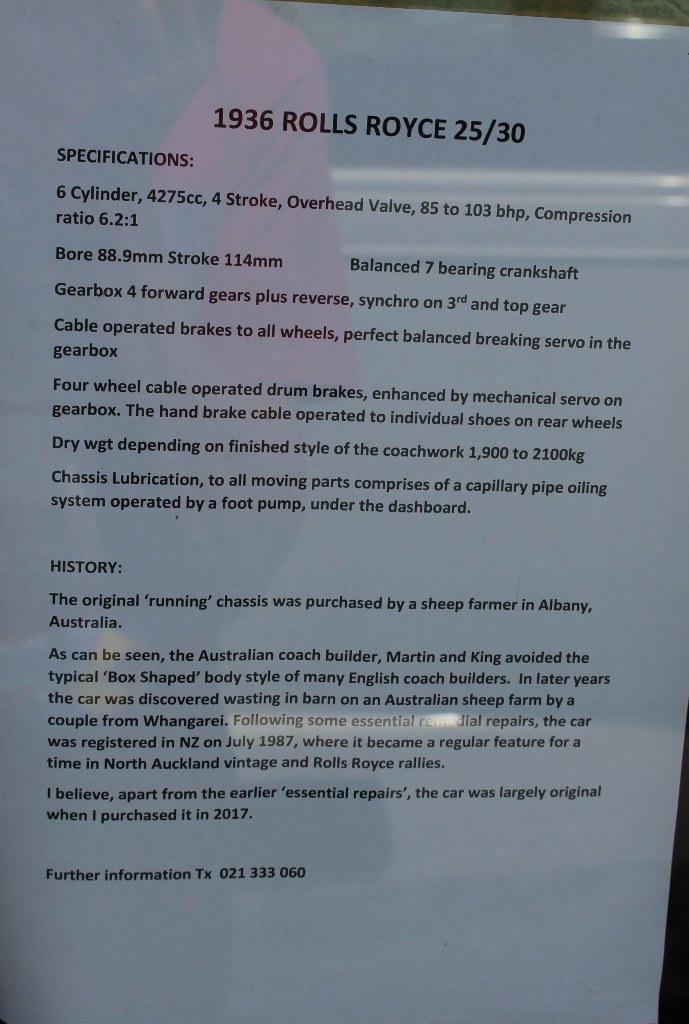 1936 ROLLS ROYCE 25/30
SPECIFICATIONS:
6 Cylinder, 4275cc, 4 Stroke, Overhead Valve, 85 to 103 bhp, Compression
ratio 6.2:1
Bore 88.9mm Stroke 114mm Balanced 7 bearing crankshaft
Gearbox 4 forward gears plus reverse, synchro on 3rd and top gear
Cable operated brakes to all wheels, perfect balanced breaking servo in the
gearbox
Four wheel cable operated drum brakes, enhanced by mechanical servo on
gearbox. The hand brake cable operated to individual shoes on rear wheels
Dry wgt depending on finished style of the coachwork 1,900 to 2100kg
Chassis Lubrication, to all moving parts comprises of a capillary pipe oiling
system operated by a foot pump, under the dashboard.
HISTORY:
The original ‘running’ chassis was purchased by a sheep farmer in Albany,
Australia.
As can be seen, the Australian coach builder, Martin and King avoided the
typical ‘Box Shaped’ body style of many English coach builders. In later years
the car was discovered wasting in barn on an Australian sheep farm by a
couple from Whangarei. Following some essential remedial repairs, the car
was registered in NZ on July 1987, where it became a regular feature for a
time in North Auckland vintage and Rolls Royce rallies.
I believe, apart from the earlier ‘essential repairs’, the car was largely original
when I purchased it in 2017.
Further information Tx 021 333 060